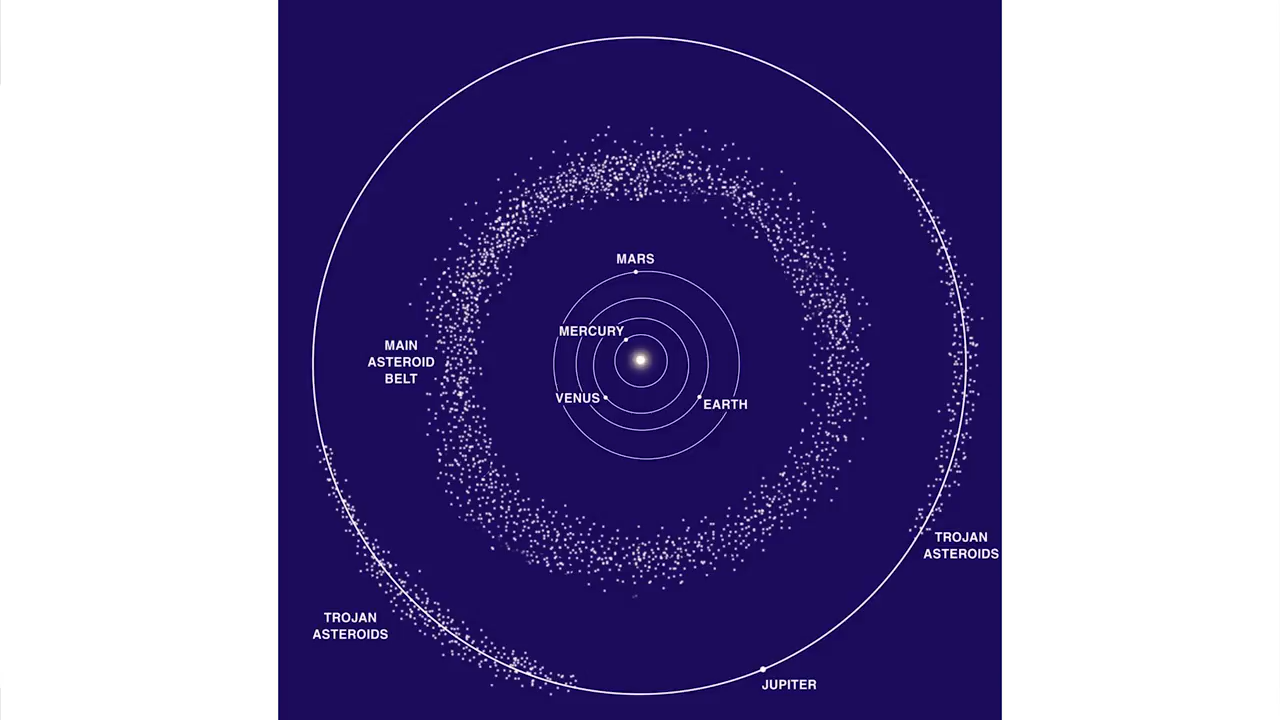 MARS
MERCURY
MAIN
ASTEROID
BELT
VENUS
EARTH
TROJAN
ASTEROIDS
TROJAN
ASTEROIDS
JUPITER